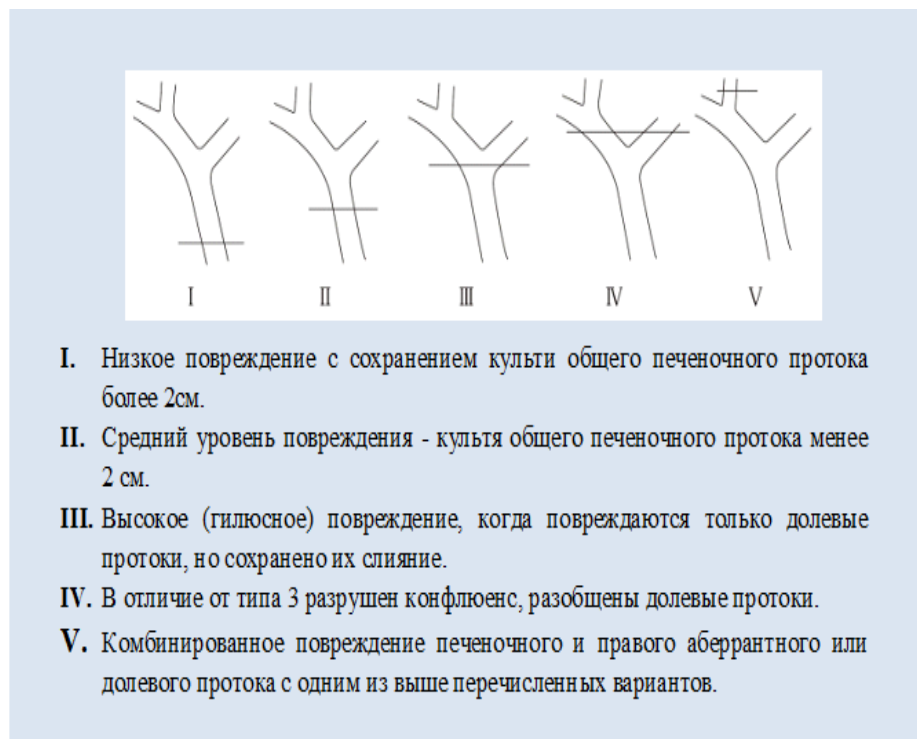 I II III IV V
I. Низкое повреждение с сохранением культи общего печеночного протока
более 2см.
II. Средний уровень повреждения - культя общего печеночного протока менее
2 см.
III. Высокое (гилюсное) повреждение, когда повреждаются только долевые
протоки, но сохранено их слияние.
IV. В отличие от типа 3 разрушен конфлюенс, разобщены долевые протоки.
V. Комбинированное повреждение печеночного и правого аберрантного или
долевого протока с одним из выше перечисленных вариантов.